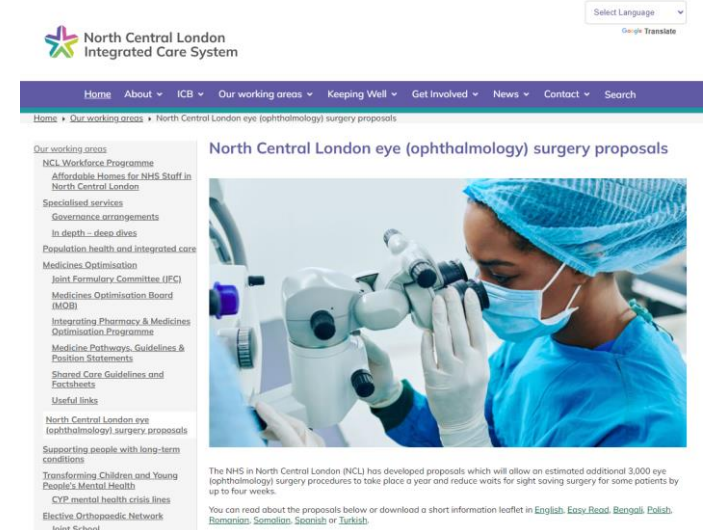 Select Language
Google Translate
North Central London
Integrated Care System
Home About ICB Our working areas Keeping Well Get Involved News Contact Search
Home Our working areas North Central London eye (ophthalmology) surgery proposals
Our working areas
NCL Workforce Programme
Affordable Homes for NHS Staff in
North Central London
Specialised services
Governance arrangements
In depth – deep dives
Population health and integrated care
Medicines Optimisation
Joint Formulary Committee (JFC)
Medicines Optimisation Board
(MOB)
Integrating Pharmacy & Medicines
Optimisation Programme
Medicine Pathways, Guidelines &
Position Statements
Shared Care Guidelines and
Factsheets
Useful links
North Central London eye
(ophthalmology) surgery proposals
Supporting people with long-term
conditions
Transforming Children and Young
People's Mental Health
CYP mental health crisis lines
Elective Orthopaedic Network
Joint School
North Central London eye (ophthalmology) surgery proposals
The NHS in North Central London (NCL) has developed proposals which will allow an estimated additional 3,000 eye
(ophthalmology) surgery procedures to take place a year and reduce waits for sight saving surgery for some patients by
up to four weeks.
You can read about the proposals below or download a short information leaflet in English, Easy Read, Bengali, Polish,
Romanian, Somalian, Spanish or Turkish.